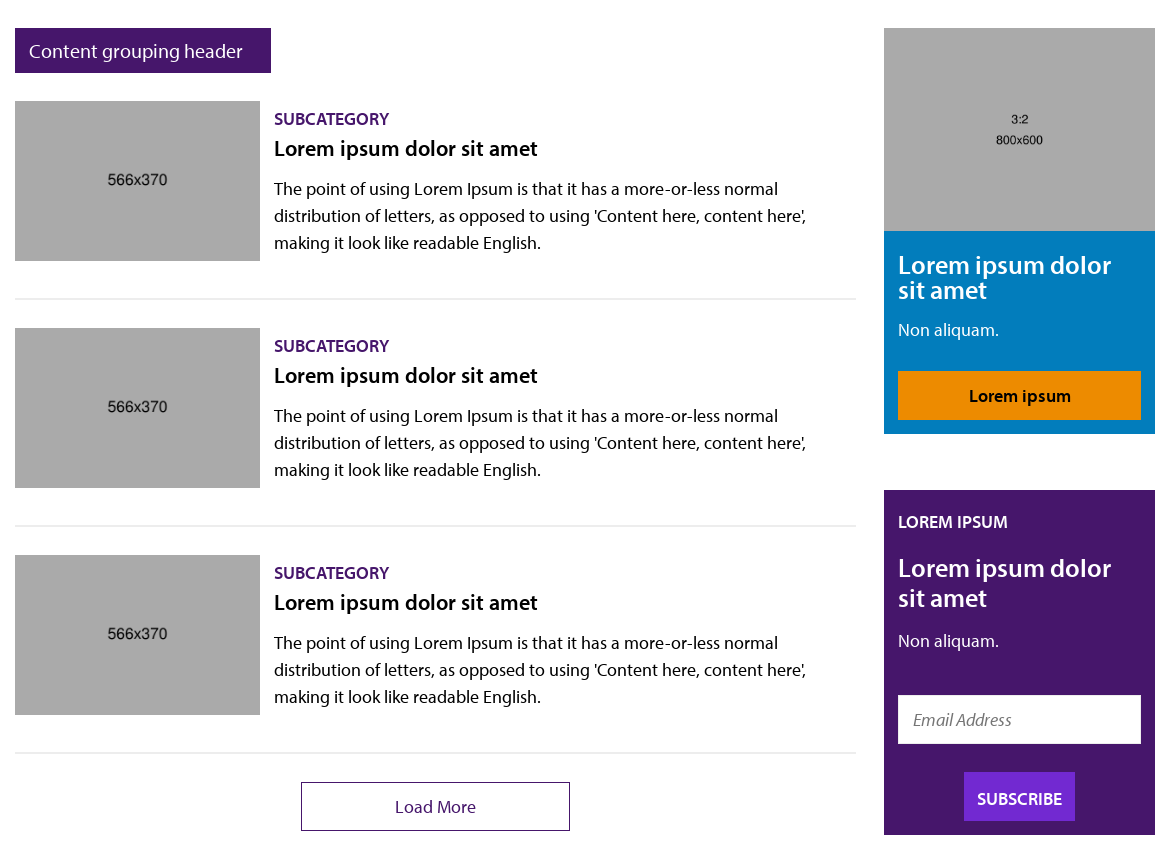 Content grouping header
566x370
SUBCATEGORY
Lorem ipsum dolor sit amet
The point of using Lorem Ipsum is that it has a more-or-less normal
distribution of letters, as opposed to using 'Content here, content here',
making it look like readable English.
566x370
SUBCATEGORY
Lorem ipsum dolor sit amet
The point of using Lorem Ipsum is that it has a more-or-less normal
distribution of letters, as opposed to using 'Content here, content here',
making it look like readable English.
566x370
SUBCATEGORY
Lorem ipsum dolor sit amet
The point of using Lorem Ipsum is that it has a more-or-less normal
distribution of letters, as opposed to using 'Content here, content here',
making it look like readable English.
Load More
3:2
800x600
Lorem ipsum dolor
sit amet
Non aliquam.
Lorem ipsum
LOREM IPSUM
Lorem ipsum dolor
sit amet
Non aliquam.
Email Address
SUBSCRIBE